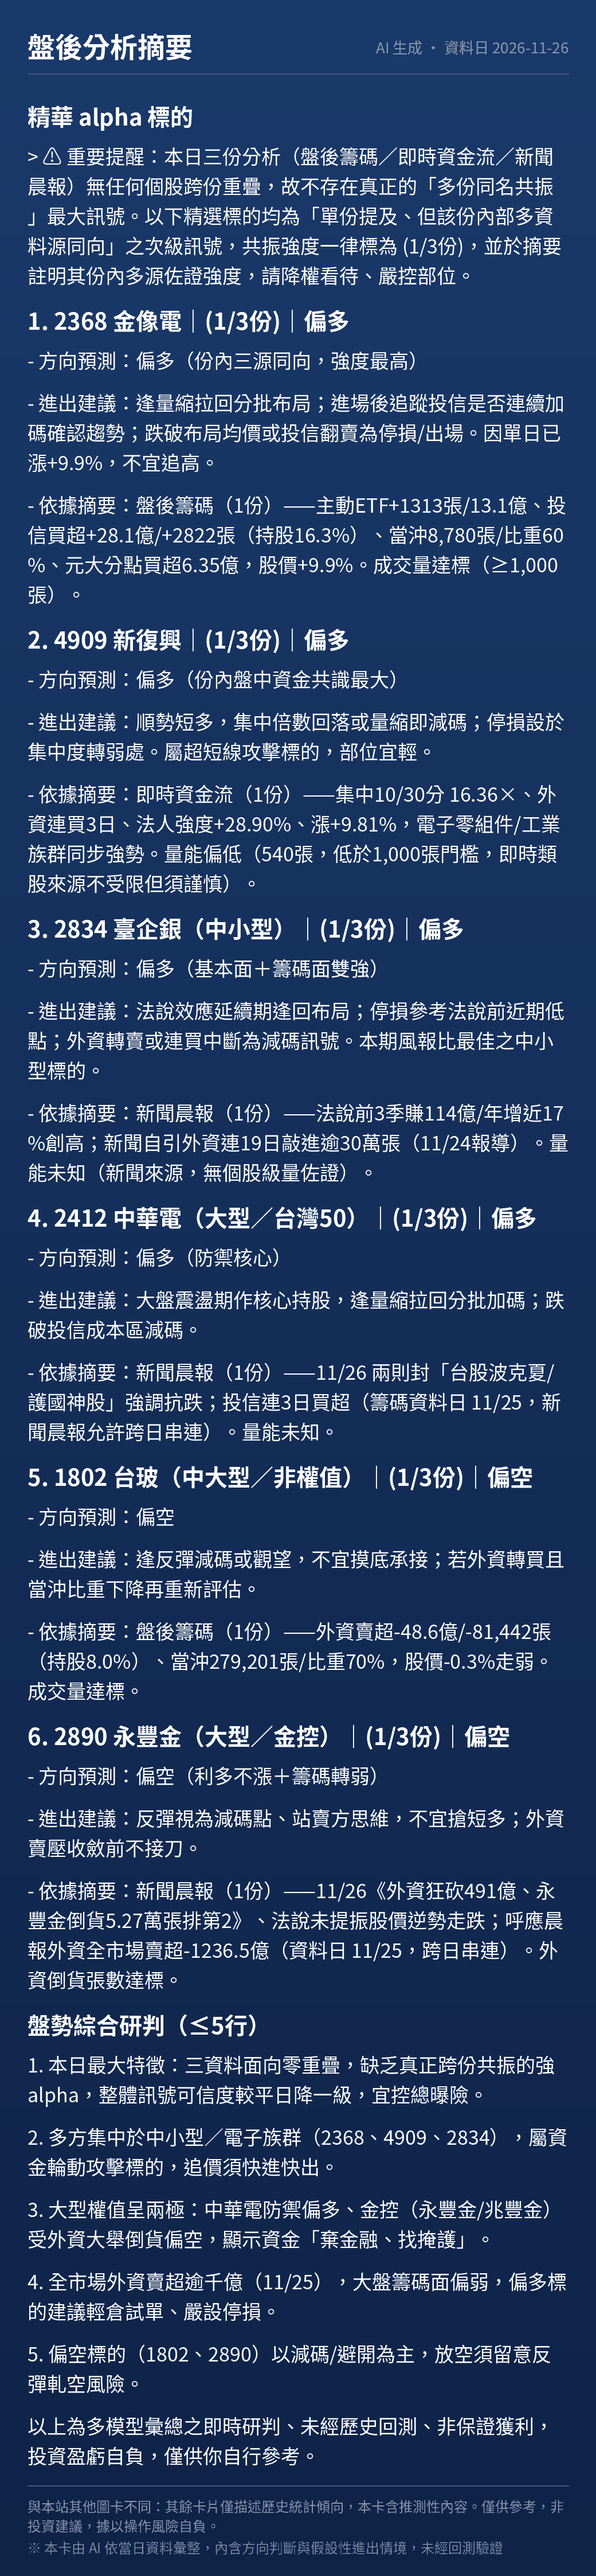 盤後分析摘要
AI 生成 · 資料日 2026-11-26
精華 alpha 標的
> ⚠ 重要提醒：本日三份分析（盤後籌碼／即時資金流／新聞
晨報）無任何個股跨份重疊，故不存在真正的「多份同名共振
」最大訊號。以下精選標的均為「單份提及、但該份內部多資
料源同向」之次級訊號，共振強度一律標為 (1/3份)，並於摘要
註明其份內多源佐證強度，請降權看待、嚴控部位。
1. 2368 金像電｜(1/3份)｜偏多
- 方向預測：偏多（份內三源同向，強度最高）
- 進出建議：逢量縮拉回分批布局；進場後追蹤投信是否連續加
碼確認趨勢；跌破布局均價或投信翻賣為停損/出場。因單日已
漲+9.9%，不宜追高。
- 依據摘要：盤後籌碼（1份）——主動ETF+1313張/13.1億、投
信買超+28.1億/+2822張（持股16.3%）、當沖8,780張/比重60
%、元大分點買超6.35億，股價+9.9%。成交量達標（≥1,000
張）。
2. 4909 新復興｜(1/3份)｜偏多
- 方向預測：偏多（份內盤中資金共識最大）
- 進出建議：順勢短多，集中倍數回落或量縮即減碼；停損設於
集中度轉弱處。屬超短線攻擊標的，部位宜輕。
- 依據摘要：即時資金流（1份）——集中10/30分 16.36×、外
資連買3日、法人強度+28.90%、漲+9.81%，電子零組件/工業
族群同步強勢。量能偏低（540張，低於1,000張門檻，即時類
股來源不受限但須謹慎）。
3. 2834 臺企銀（中小型）｜(1/3份)｜偏多
- 方向預測：偏多（基本面＋籌碼面雙強）
- 進出建議：法說效應延續期逢回布局；停損參考法說前近期低
點；外資轉賣或連買中斷為減碼訊號。本期風報比最佳之中小
型標的。
- 依據摘要：新聞晨報（1份）——法說前3季賺114億/年增近17
%創高；新聞自引外資連19日敲進逾30萬張（11/24報導）。量
能未知（新聞來源，無個股級量佐證）。
4. 2412 中華電（大型／台灣50）｜(1/3份)｜偏多
- 方向預測：偏多（防禦核心）
- 進出建議：大盤震盪期作核心持股，逢量縮拉回分批加碼；跌
破投信成本區減碼。
- 依據摘要：新聞晨報（1份）——11/26 兩則封「台股波克夏/
護國神股」強調抗跌；投信連3日買超（籌碼資料日 11/25，新
聞晨報允許跨日串連）。量能未知。
5. 1802 台玻（中大型／非權值）｜(1/3份)｜偏空
- 方向預測：偏空
- 進出建議：逢反彈減碼或觀望，不宜摸底承接；若外資轉買且
當沖比重下降再重新評估。
- 依據摘要：盤後籌碼（1份）——外資賣超-48.6億/-81,442張
（持股8.0%）、當沖279,201張/比重70%，股價-0.3%走弱。
成交量達標。
6. 2890 永豐金（大型／金控）｜(1/3份)｜偏空
- 方向預測：偏空（利多不漲＋籌碼轉弱）
- 進出建議：反彈視為減碼點、站賣方思維，不宜搶短多；外資
賣壓收斂前不接刀。
- 依據摘要：新聞晨報（1份）——11/26《外資狂砍491億、永
豐金倒貨5.27萬張排第2》、法說未提振股價逆勢走跌；呼應晨
報外資全市場賣超-1236.5億（資料日 11/25，跨日串連）。外
資倒貨張數達標。
盤勢綜合研判（≤5行）
1. 本日最大特徵：三資料面向零重疊，缺乏真正跨份共振的強
alpha，整體訊號可信度較平日降一級，宜控總曝險。
2. 多方集中於中小型／電子族群（2368、4909、2834），屬資
金輪動攻擊標的，追價須快進快出。
3. 大型權值呈兩極：中華電防禦偏多、金控（永豐金/兆豐金）
受外資大舉倒貨偏空，顯示資金「棄金融、找掩護」。
4. 全市場外資賣超逾千億（11/25），大盤籌碼面偏弱，偏多標
的建議輕倉試單、嚴設停損。
5. 偏空標的（1802、2890）以減碼/避開為主，放空須留意反
彈軋空風險。
以上為多模型彙總之即時研判、未經歷史回測、非保證獲利，
投資盈虧自負，僅供你自行參考。
與本站其他圖卡不同：其餘卡片僅描述歷史統計傾向，本卡含推測性內容。僅供參考，非
投資建議，據以操作風險自負。
※ 本卡由 AI 依當日資料彙整，內含方向判斷與假設性進出情境，未經回測驗證